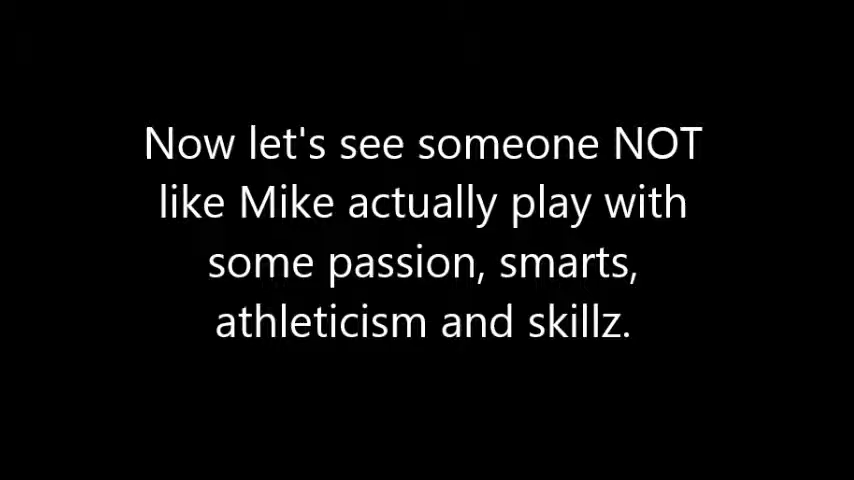 Now let's see someone NOT
like Mike actually play with
some passion, smarts,
athleticism and skillz.